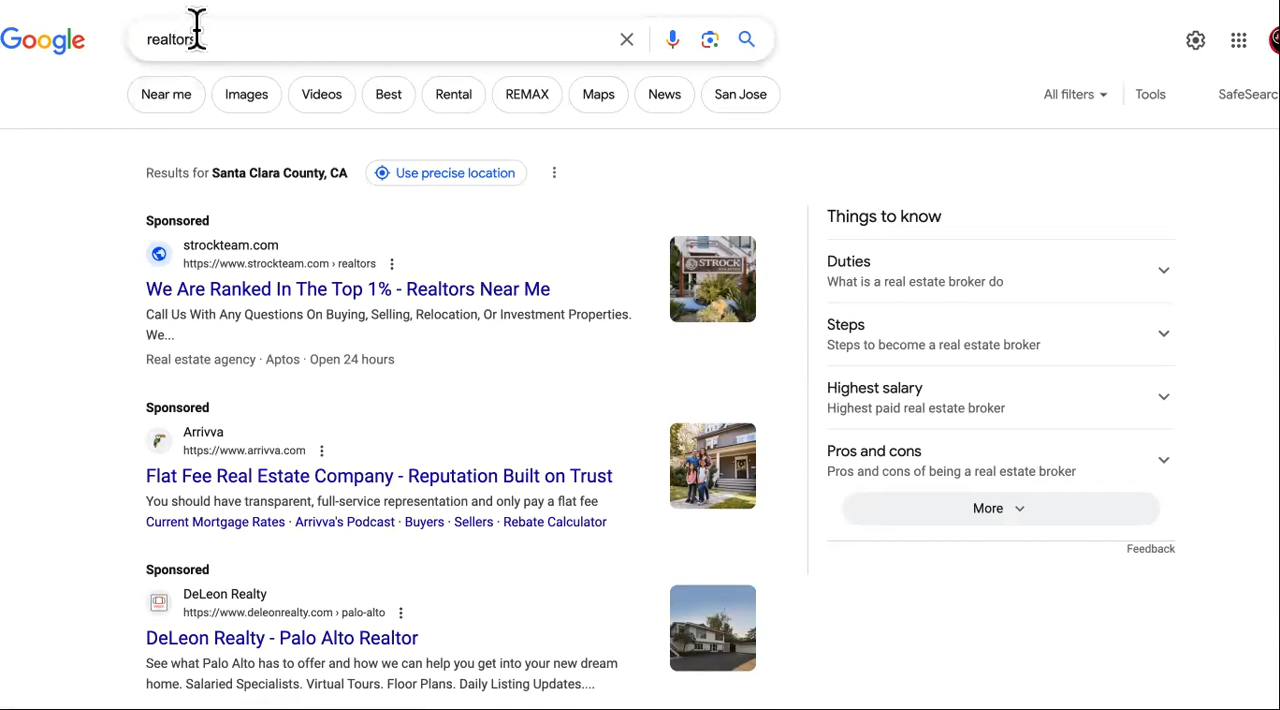 Google
realtors
Near me
Images
Videos
Best
Rental
REMAX
Maps
News
San Jose
All filters
Tools
Results for Santa Clara County, CA
Use precise location
Sponsored
strockteam.com
https://www.strockteam.com › realtors
We Are Ranked In The Top 1% - Realtors Near Me
Call Us With Any Questions On Buying, Selling, Relocation, Or Investment Properties.
We...
Real estate agency · Aptos · Open 24 hours
STROCK
Sponsored
Arrivva
https://www.arrivva.com
Flat Fee Real Estate Company - Reputation Built on Trust
You should have transparent, full-service representation and only pay a flat fee
Current Mortgage Rates · Arrivva's Podcast · Buyers · Sellers · Rebate Calculator
Sponsored
DeLeon Realty
https://www.deleonrealty.com › palo-alto
DeLeon Realty - Palo Alto Realtor
See what Palo Alto has to offer and how we can help you get into your new dream
home. Salaried Specialists. Virtual Tours. Floor Plans. Daily Listing Updates....
Things to know
Duties
What is a real estate broker do
Steps
Steps to become a real estate broker
Highest salary
Highest paid real estate broker
Pros and cons
Pros and cons of being a real estate broker
More
Feedback